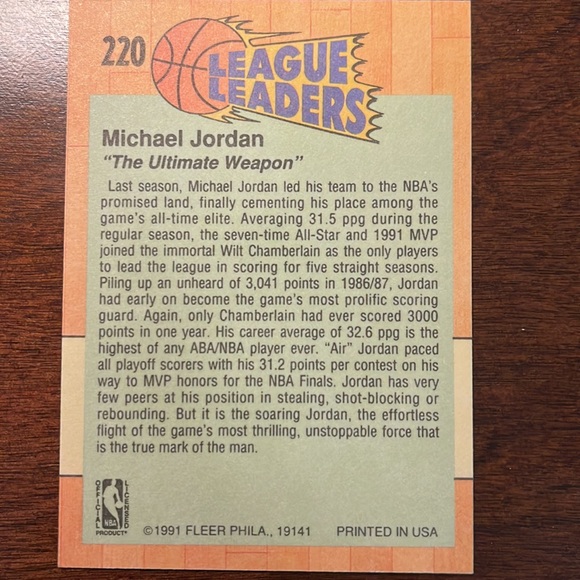 220
LEAGUE
LEADERS
Michael Jordan
“The Ultimate Weapon”
Last season, Michael Jordan led his team to the NBA's
promised land, finally cementing his place among the
game's all-time elite. Averaging 31.5 ppg during the
regular season, the seven-time All-Star and 1991 MVP
joined the immortal Wilt Chamberlain as the only players
to lead the league in scoring for five straight seasons.
Piling up an unheard of 3,041 points in 1986/87, Jordan
had early on become the game's most prolific scoring
guard. Again, only Chamberlain had ever scored 3000
points in one year. His career average of 32.6 ppg is the
highest of any ABA/NBA player ever. “Air” Jordan paced
all playoff scorers with his 31.2 points per contest on his
way to MVP honors for the NBA Finals. Jordan has very
few peers at his position in stealing, shot-blocking or
rebounding. But it is the soaring Jordan, the effortless
flight of the game's most thrilling, unstoppable force that
is the true mark of the man.
OFFICIAL
LICENSED
NBA
PRODUCT®
©1991 FLEER PHILA., 19141 PRINTED IN USA